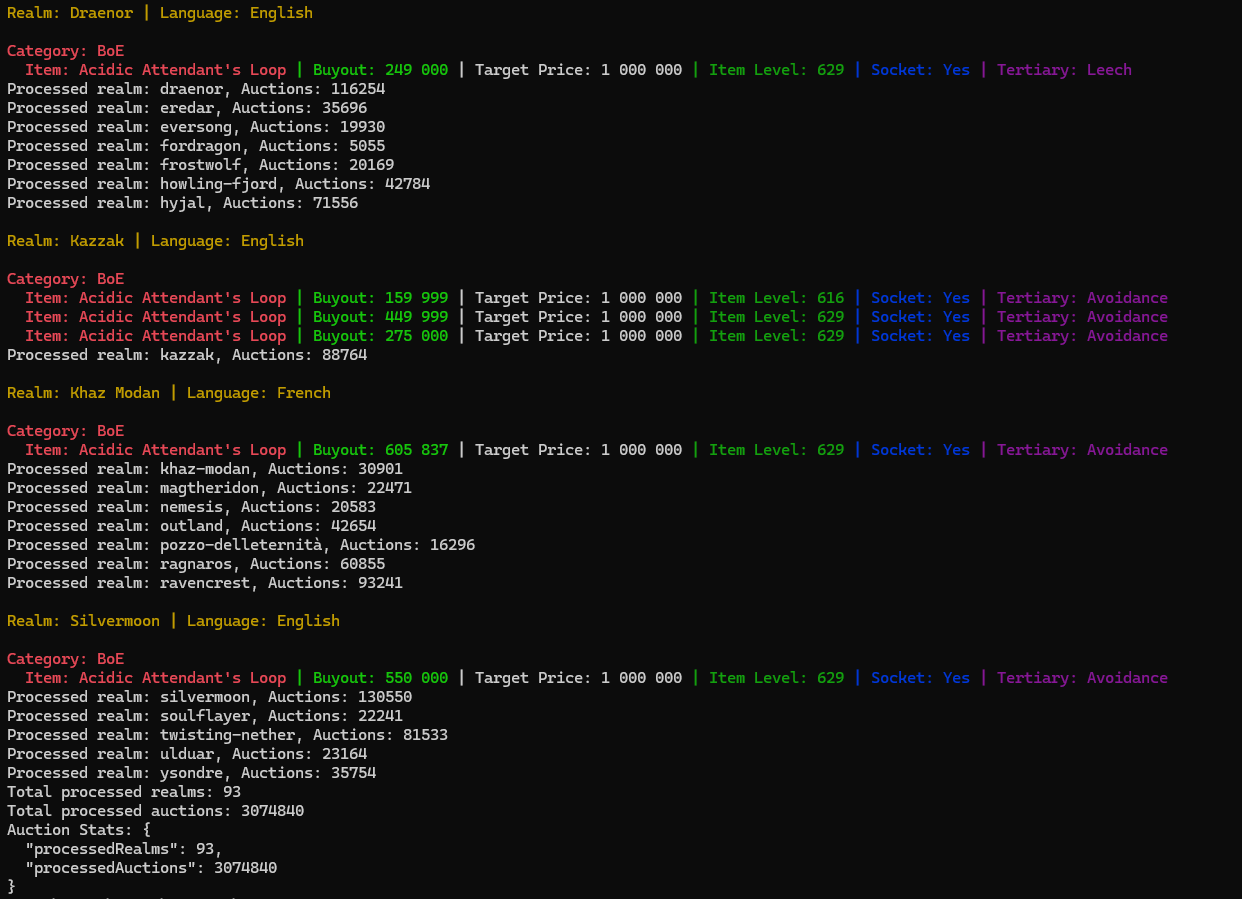 Realm: Draenor | Language: English
Category: BoE
Item: Acidic Attendant's Loop | Buyout: 249 000 | Target Price: 1 000 000 | Item Level: 629 | Socket: Yes | Tertiary: Leech
Processed realm: draenor, Auctions: 116254
Processed realm: eredar, Auctions: 35696
Processed realm: eversong, Auctions: 19930
Processed realm: fordragon, Auctions: 5055
Processed realm: frostwolf, Auctions: 20169
Processed realm: howling-fjord, Auctions: 42784
Processed realm: hyjal, Auctions: 71556
Realm: Kazzak | Language: English
Category: BoE
Item: Acidic Attendant's Loop | Buyout: 159 999 | Target Price: 1 000 000 | Item Level: 616 | Socket: Yes | Tertiary: Avoidance
Item: Acidic Attendant's Loop | Buyout: 449 999 | Target Price: 1 000 000 | Item Level: 629 | Socket: Yes | Tertiary: Avoidance
Item: Acidic Attendant's Loop | Buyout: 275 000 | Target Price: 1 000 000 | Item Level: 629 | Socket: Yes | Tertiary: Avoidance
Processed realm: kazzak, Auctions: 88764
Realm: Khaz Modan | Language: French
Category: BoE
Item: Acidic Attendant's Loop | Buyout: 605 837 | Target Price: 1 000 000 | Item Level: 629 | Socket: Yes | Tertiary: Avoidance
Processed realm: khaz-modan, Auctions: 30901
Processed realm: magtheridon, Auctions: 22471
Processed realm: nemesis, Auctions: 20583
Processed realm: outland, Auctions: 42654
Processed realm: pozzo-delleternità, Auctions: 16296
Processed realm: ragnaros, Auctions: 60855
Processed realm: ravencrest, Auctions: 93241
Realm: Silvermoon | Language: English
Category: BoE
Item: Acidic Attendant's Loop | Buyout: 550 000 | Target Price: 1 000 000 | Item Level: 629 | Socket: Yes | Tertiary: Avoidance
Processed realm: silvermoon, Auctions: 130550
Processed realm: soulflayer, Auctions: 22241
Processed realm: twisting-nether, Auctions: 81533
Processed realm: ulduar, Auctions: 23164
Processed realm: ysondre, Auctions: 35754
Total processed realms: 93
Total processed auctions: 3074840
Auction Stats: {
"processedRealms": 93,
"processedAuctions": 3074840
}